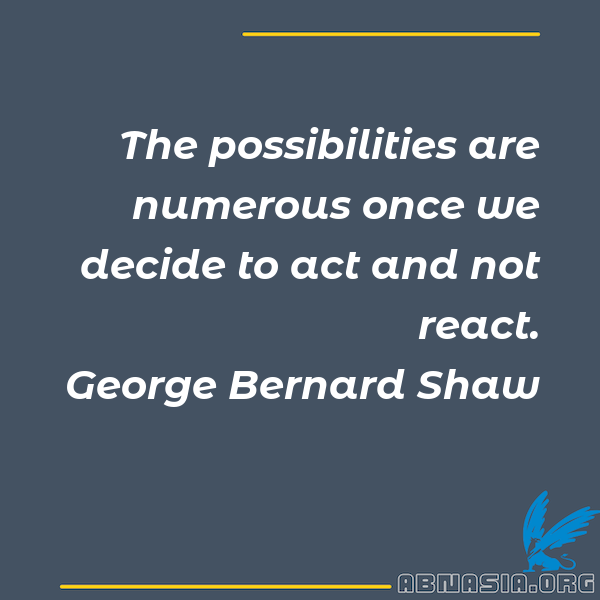 The possibilities are
numerous once we
decide to act and not
react.
George Bernard Shaw
ABNASIA.ORG